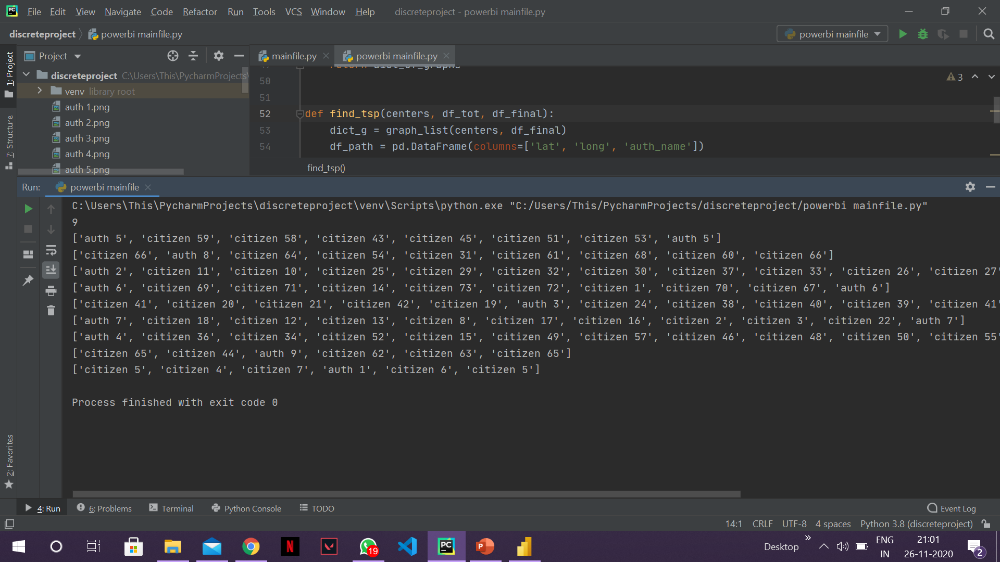 File Edit View Navigate Code Refactor Run Tools VCS Window Help discreteproject - powerbi mainfile.py
discreteproject powerbi mainfile.py powerbi mainfile
Project mainfile.py powerbi mainfile.py
1: Project
7: Structure
2: Favorites
discreteproject C:\Users\This\PycharmProjects\
venv library root
auth 1.png
auth 2.png
auth 3.png
auth 4.png
auth 5.png
return dict_of_graphs
3
50
51
52 def find_tsp(centers, df_tot, df_final):
53 dict_g = graph_list(centers, df_final)
54 df_path = pd.DataFrame(columns=['lat', 'long', 'auth_name'])
find_tsp()
Run: powerbi mainfile
C:\Users\This\PycharmProjects\discreteproject\venv\Scripts\python.exe "C:/Users/This/PycharmProjects/discreteproject/powerbi mainfile.py"
9
['auth 5', 'citizen 59', 'citizen 58', 'citizen 43', 'citizen 45', 'citizen 51', 'citizen 53', 'auth 5']
['citizen 66', 'auth 8', 'citizen 64', 'citizen 54', 'citizen 31', 'citizen 61', 'citizen 68', 'citizen 60', 'citizen 66']
['auth 2', 'citizen 11', 'citizen 10', 'citizen 25', 'citizen 29', 'citizen 32', 'citizen 30', 'citizen 37', 'citizen 33', 'citizen 26', 'citizen 27'
['auth 6', 'citizen 69', 'citizen 71', 'citizen 14', 'citizen 73', 'citizen 72', 'citizen 1', 'citizen 70', 'citizen 67', 'auth 6']
['citizen 41', 'citizen 20', 'citizen 21', 'citizen 42', 'citizen 19', 'auth 3', 'citizen 24', 'citizen 38', 'citizen 40', 'citizen 39', 'citizen 41'
['auth 7', 'citizen 18', 'citizen 12', 'citizen 13', 'citizen 8', 'citizen 17', 'citizen 16', 'citizen 2', 'citizen 3', 'citizen 22', 'auth 7']
['auth 4', 'citizen 36', 'citizen 34', 'citizen 52', 'citizen 15', 'citizen 49', 'citizen 57', 'citizen 46', 'citizen 48', 'citizen 50', 'citizen 55'
['citizen 65', 'citizen 44', 'auth 9', 'citizen 62', 'citizen 63', 'citizen 65']
['citizen 5', 'citizen 4', 'citizen 7', 'auth 1', 'citizen 6', 'citizen 5']
Process finished with exit code 0
4: Run 6: Problems Terminal Python Console TODO Event Log
14:1 CRLF UTF-8 4 spaces Python 3.8 (discreteproject)
19 PC P Desktop ENG 21:01
IN 26-11-2020 2